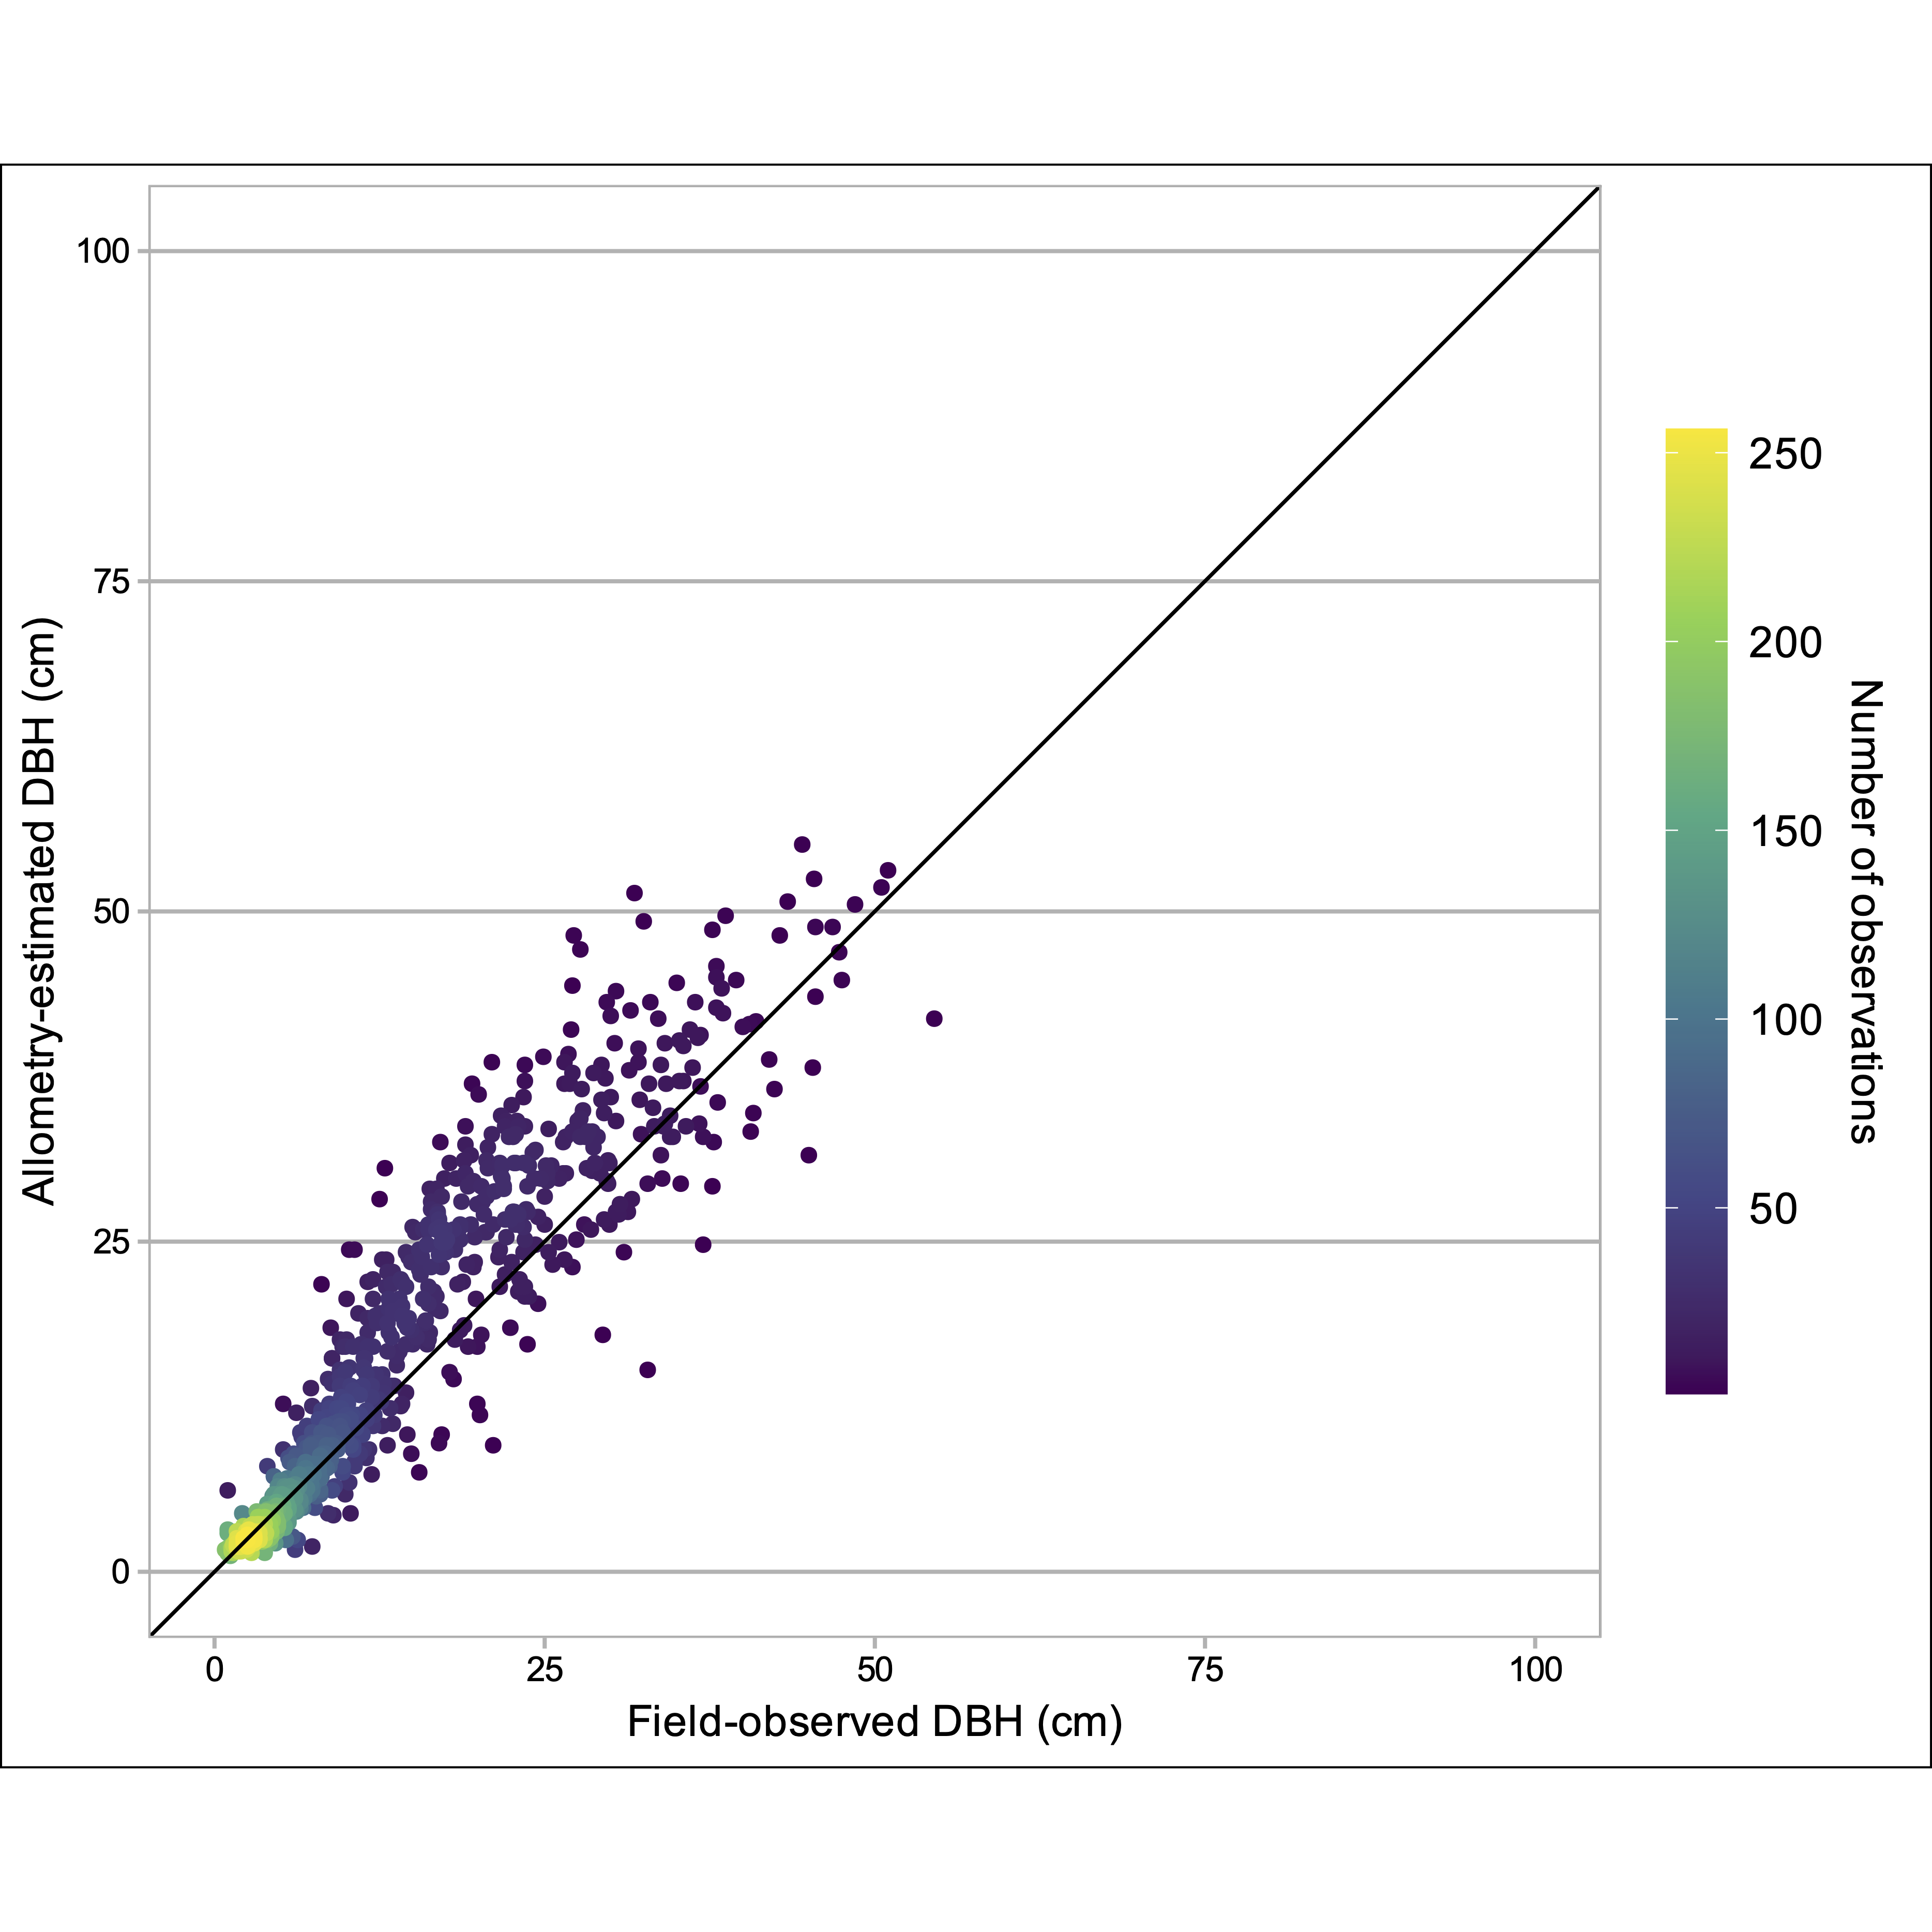 100
75
50
25
0
Allometry-estimated DBH (cm)
0 25 50 75 100
Field-observed DBH (cm)
250
200
150
100
50
Number of observations